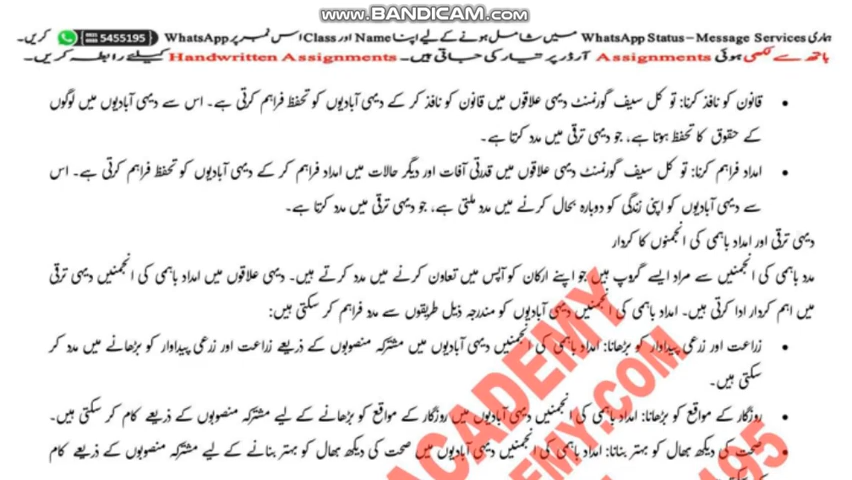 www.BANDICAM.com
ہماری WhatsApp Status – Message Services میں شامل ہونے کے لیے اپنا Name اور Class اس نمبر پر WhatsApp 5455195 کریں۔
ہاتھ سے لکھی ہوئی Assignments آرڈر پر تیار کی جاتی ہیں۔ Handwritten Assignments کیلئے رابطہ کریں۔
• قانون کو نافذ کرنا: تو کل سیف گورنمنٹ دیہی علاقوں میں قانون کو نافذ کر کے دیہی آبادیوں کو تحفظ فراہم کرتی ہے۔ اس سے دیہی آبادیوں میں لوگوں
کے حقوق کا تحفظ ہوتا ہے، جو دیہی ترقی میں مدد کرتا ہے۔
• امداد فراہم کرنا: تو کل سیف گورنمنٹ دیہی علاقوں میں قدرتی آفات اور دیگر حالات میں امداد فراہم کر کے دیہی آبادیوں کو تحفظ فراہم کرتی ہے۔ اس
سے دیہی آبادیوں کو اپنی زندگی کو دوبارہ بحال کرنے میں مدد ملتی ہے، جو دیہی ترقی میں مدد کرتا ہے۔
دیہی ترقی اور امداد باہمی کی انجمنوں کا کردار
مدد باہمی کی انجمنیں سے مراد ایسے گروپ ہیں جو اپنے ارکان کو آپس میں تعاون کرنے میں مدد کرتے ہیں۔ دیہی علاقوں میں امداد باہمی کی انجمنیں دیہی ترقی
میں اہم کردار ادا کرتی ہیں۔ امداد باہمی کی انجمنیں دیہی آبادیوں کو مندرجہ ذیل طریقوں سے مدد فراہم کر سکتی ہیں:
• زراعت اور زرعی پیداوار کو بڑھانا: امداد باہمی کی انجمنیں دیہی آبادیوں میں مشترکہ منصوبوں کے ذریعے زراعت اور زرعی پیداوار کو بڑھانے میں مدد کر
سکتی ہیں۔
• روزگار کے مواقع کو بڑھانا: امداد باہمی کی انجمنیں دیہی آبادیوں میں روزگار کے مواقع کو بڑھانے کے لیے مشترکہ منصوبوں کے ذریعے کام کر سکتی ہیں۔
• صحت کی دیکھ بھال کو بہتر بنانا: امداد باہمی کی انجمنیں دیہی آبادیوں میں صحت کی دیکھ بھال کو بہتر بنانے کے لیے مشترکہ منصوبوں کے ذریعے کام
ACADEMY
EMY.COM
495